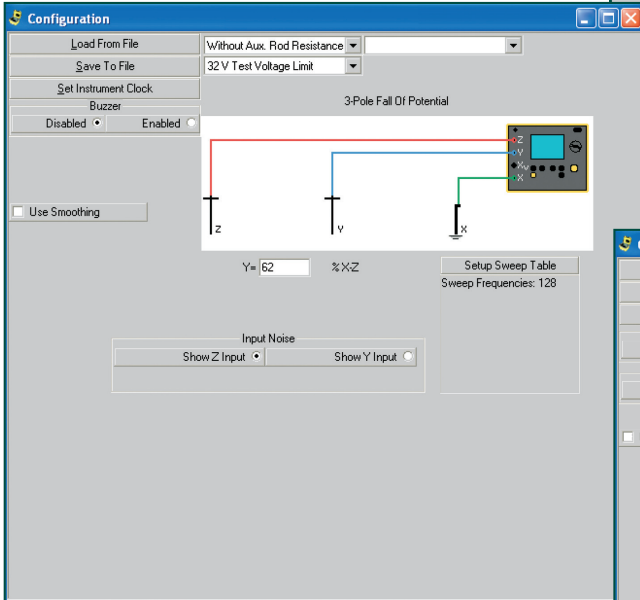 Configuration
Load From File
Without Aux. Rod Resistance
Save To File
32 V Test Voltage Limit
Set Instrument Clock
Buzzer
Disabled
Enabled
3-Pole Fall Of Potential
Z
Y
Xv
X
Use Smoothing
Z
Y
X
Y= 62 % X-Z
Setup Sweep Table
Sweep Frequencies: 128
Input Noise
Show Z Input
Show Y Input